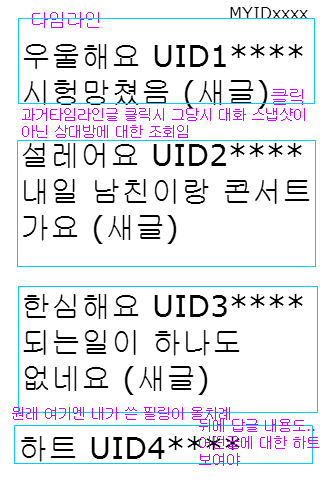 타임라인
MYIDxxxx
우울해요 UID1****
시험망쳤음 (새글)클릭
과거타임라인글 클릭시 그당시 대화 스냅샷이
아닌 상대방에 대한 조회임
설레어요 UID2****
내일 남친이랑 콘서트
가요 (새글)
한심해요 UID3****
되는일이 하나도
없네요 (새글)
원래 여기엔 내가 쓴 필링이 올치레
뒤에 답글 내용도..
하트 UID4****
어떤글에 대한 하트
보여야